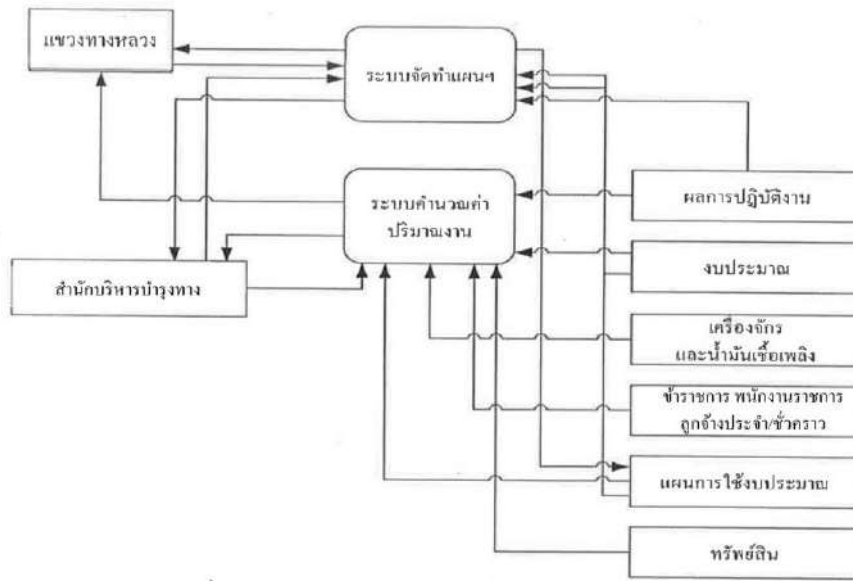 แขวงทางหลวง
ระบบจัดทำแผนฯ
ผลการปฏิบัติงาน
ระบบคำนวณค่า
ปริมาณงาน
งบประมาณ
สำนักบริหารบำรุงทาง
เครื่องจักร
และน้ำมันเชื้อเพลิง
ข้าราชการ พนักงานราชการ
ลูกจ้างประจำ/ชั่วคราว
แผนการใช้งบประมาณ
ทรัพย์สิน